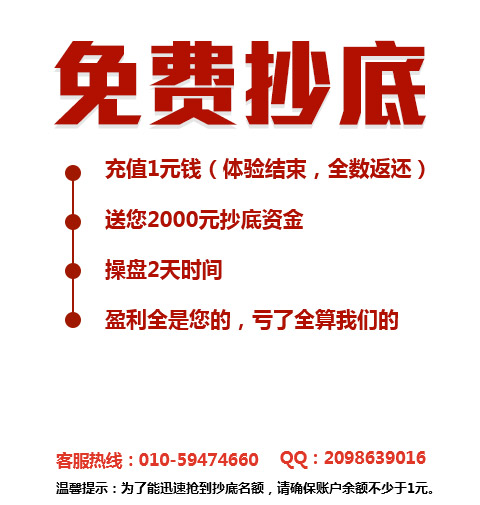 免费抄底
充值1元钱（体验结束，全数返还）
送您2000元抄底资金
操盘2天时间
盈利全是您的，亏了全算我们的
客服热线：010-59474660 QQ：2098639016
温馨提示：为了能迅速抢到抄底名额，请确保账户余额不少于1元。